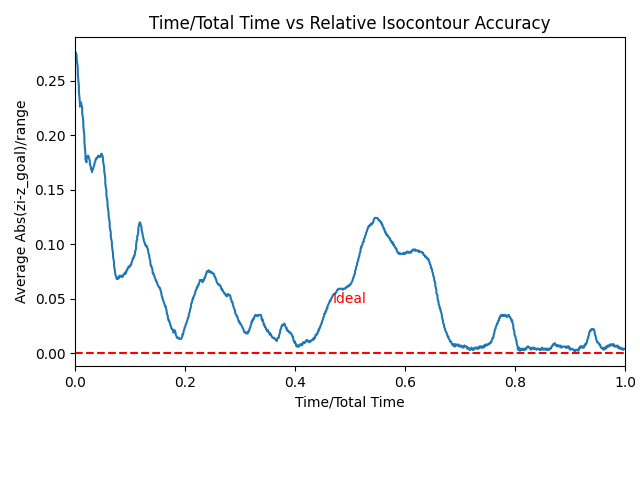 Time/Total Time vs Relative Isocontour Accuracy
Average Abs(zi-z_goal)/range
0.25
0.20
0.15
0.10
0.05
0.00
Ideal
0.0 0.2 0.4 0.6 0.8 1.0
Time/Total Time